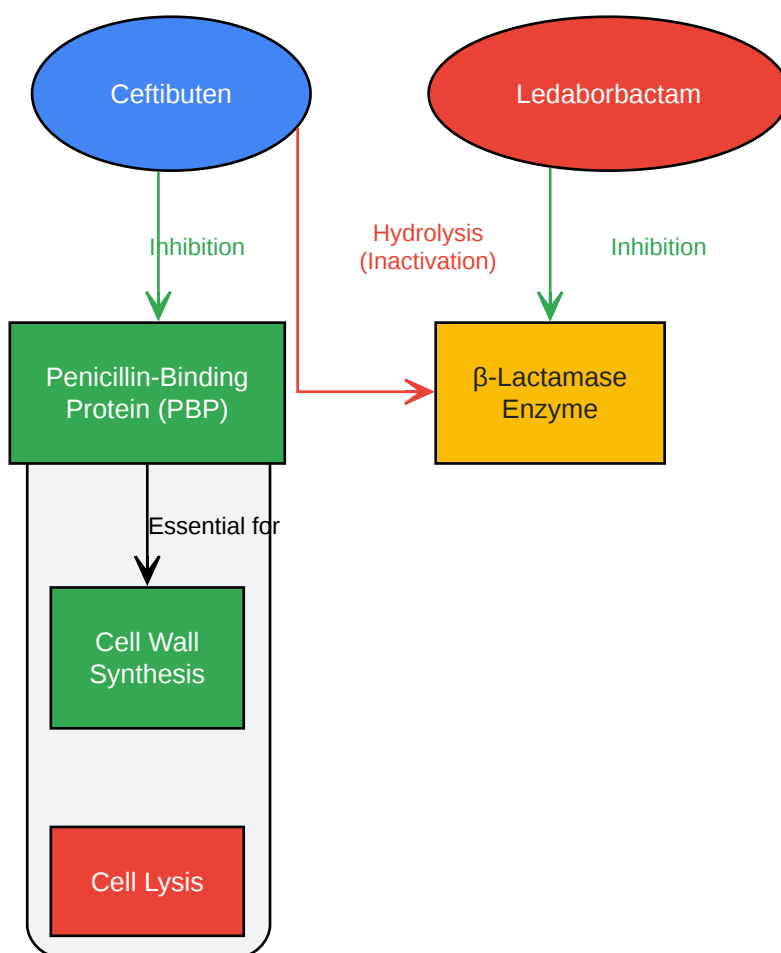 Ceftibuten
Ledaborbactam
Inhibition
Hydrolysis
(Inactivation)
Inhibition
Penicillin-Binding
Protein (PBP)
β-Lactamase
Enzyme
Essential for
Cell Wall
Synthesis
Cell Lysis